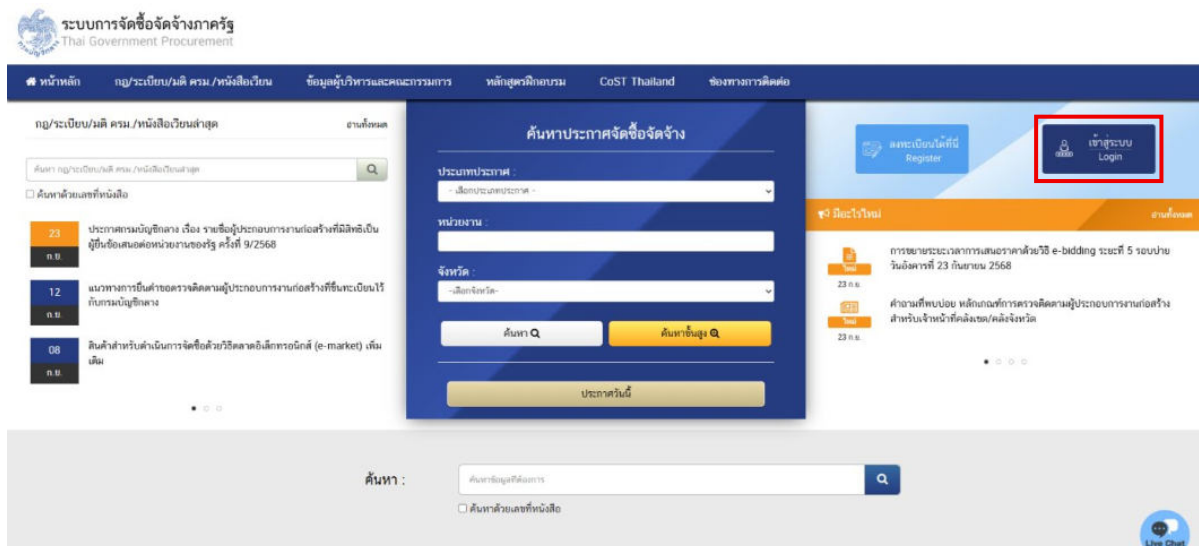 ระบบการจัดซื้อจัดจ้างภาครัฐ
Thai Government Procurement
หน้าหลัก
กฎ/ระเบียบ/มติ ครม./หนังสือเวียน
ข้อมูลผู้บริหารและคณะกรรมการ
หลักสูตรฝึกอบรม
CoST Thailand
ช่องทางการติดต่อ
กฎ/ระเบียบ/มติ ครม./หนังสือเวียนล่าสุด
อ่านทั้งหมด
ค้นหา กฎ/ระเบียบ/มติ ครม./หนังสือเวียนล่าสุด
ค้นหาด้วยเลขที่หนังสือ
23
ก.ย.
ประกาศกรมบัญชีกลาง เรื่อง รายชื่อผู้ประกอบการงานก่อสร้างที่มีสิทธิเป็น
ผู้ยื่นข้อเสนอต่อหน่วยงานของรัฐ ครั้งที่ 9/2568
12
ก.ย.
แนวทางการยื่นคำขอตรวจติดตามผู้ประกอบการงานก่อสร้างที่ขึ้นทะเบียนไว้
กับกรมบัญชีกลาง
08
ก.ย.
สินค้าสำหรับดำเนินการจัดซื้อด้วยวิธีตลาดอิเล็กทรอนิกส์ (e-market) เพิ่ม
เติม
ค้นหาประกาศจัดซื้อจัดจ้าง
ประเภทประกาศ :
- เลือกประเภทประกาศ -
หน่วยงาน :
จังหวัด :
-เลือกจังหวัด-
ค้นหา
ค้นหาขั้นสูง
ประกาศวันนี้
ลงทะเบียนได้ที่นี่
Register
เข้าสู่ระบบ
Login
มีอะไรใหม่
อ่านทั้งหมด
ใหม่
23 ก.ย.
การขยายระยะเวลาการเสนอราคาด้วยวิธี e-bidding ระยะที่ 5 รอบบ่าย
วันอังคารที่ 23 กันยายน 2568
ใหม่
23 ก.ย.
คำถามที่พบบ่อย หลักเกณฑ์การตรวจติดตามผู้ประกอบการงานก่อสร้าง
สำหรับเจ้าหน้าที่คลังเขต/คลังจังหวัด
ค้นหา :
ค้นหาข้อมูลที่ต้องการ
ค้นหาด้วยเลขที่หนังสือ
Live Chat